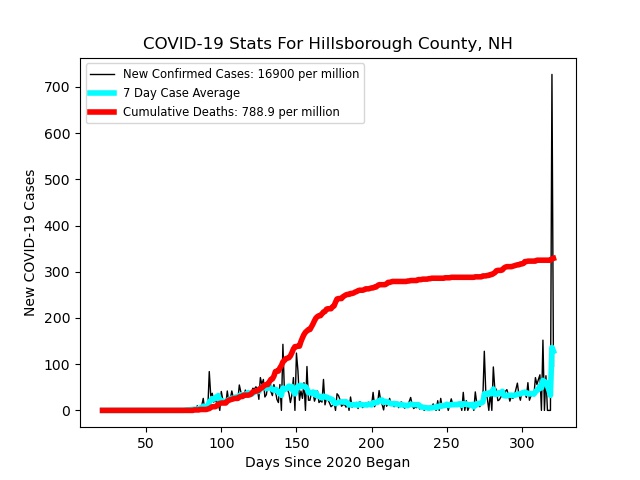 COVID-19 Stats For Hillsborough County, NH
New Confirmed Cases: 16900 per million
7 Day Case Average
Cumulative Deaths: 788.9 per million
New COVID-19 Cases
700
600
500
400
300
200
100
0
50 100 150 200 250 300
Days Since 2020 Began